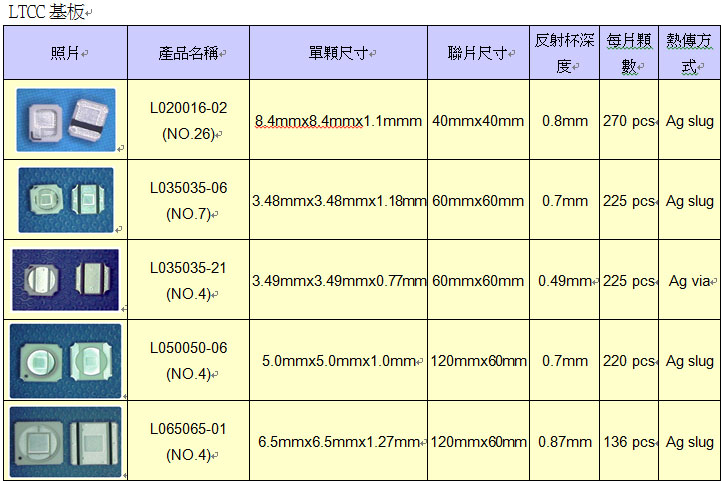 LTCC 基板
照片
產品名稱
單顆尺寸
聯片尺寸
反射杯深
度
每片顆
數
熱傳方
式
L020016-02
(NO.26)
8.4mmx8.4mmx1.1mmm
40mmx40mm
0.8mm
270 pcs
Ag slug
L035035-06
(NO.7)
3.48mmx3.48mmx1.18mm
60mmx60mm
0.7mm
225 pcs
Ag slug
L035035-21
(NO.4)
3.49mmx3.49mmx0.77mm
60mmx60mm
0.49mm
225 pcs
Ag via
L050050-06
(NO.4)
5.0mmx5.0mmx1.0mm
120mmx60mm
0.7mm
220 pcs
Ag slug
L065065-01
(NO.4)
6.5mmx6.5mmx1.27mm
120mmx60mm
0.87mm
136 pcs
Ag slug